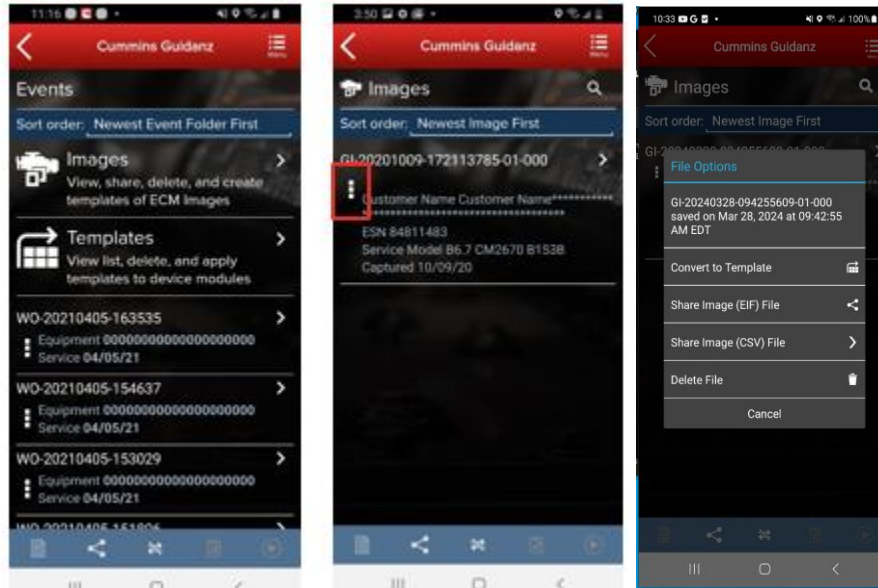 11:16
Cummins Guidanz
Menu
Events
Sort order: Newest Event Folder First
Images
View, share, delete, and create
templates of ECM Images
Templates
View list, delete, and apply
templates to device modules
WO-20210405-163535
Equipment 00000000000000000000
Service 04/05/21
WO-20210405-154637
Equipment 00000000000000000000
Service 04/05/21
WO-20210405-153029
Equipment 00000000000000000000
Service 04/05/21
WO-20210405-151806
3:50
Cummins Guidanz
Menu
Images
Sort order: Newest Image First
GI-20201009-172113785-01-000
Customer Name Customer Name
ESN 84811483
Service Model B6.7 CM2670 B153B
Captured 10/09/20
10:33 G 100%
Cummins Guidanz
Images
Sort order: Newest Image First
File Options
GI-20240328-094255609-01-000
saved on Mar 28, 2024 at 09:42:55
AM EDT
Convert to Template
Share Image (EIF) File
Share Image (CSV) File
Delete File
Cancel